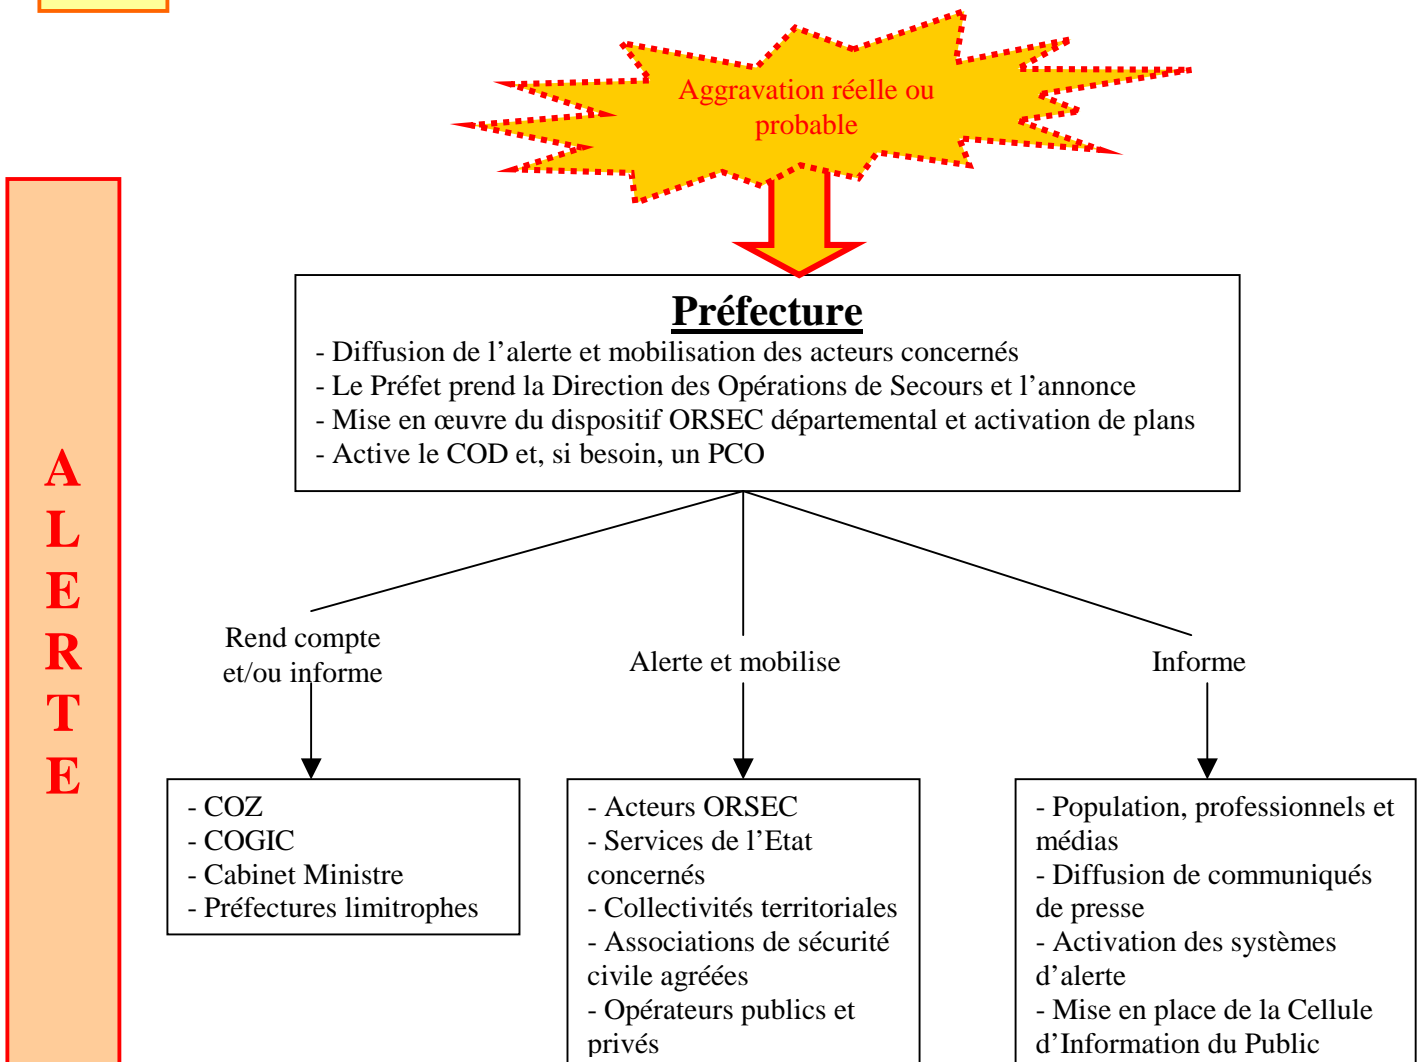 Aggravation réelle ou
probable
A
L
E
R
T
E
Préfecture
- Diffusion de l’alerte et mobilisation des acteurs concernés
- Le Préfet prend la Direction des Opérations de Secours et l’annonce
- Mise en œuvre du dispositif ORSEC départemental et activation de plans
- Active le COD et, si besoin, un PCO
Rend compte
et/ou informe
Alerte et mobilise
Informe
- COZ
- COGIC
- Cabinet Ministre
- Préfectures limitrophes
- Acteurs ORSEC
- Services de l’Etat
concernés
- Collectivités territoriales
- Associations de sécurité
civile agréées
- Opérateurs publics et
privés
- Population, professionnels et
médias
- Diffusion de communiqués
de presse
- Activation des systèmes
d’alerte
- Mise en place de la Cellule
d’Information du Public